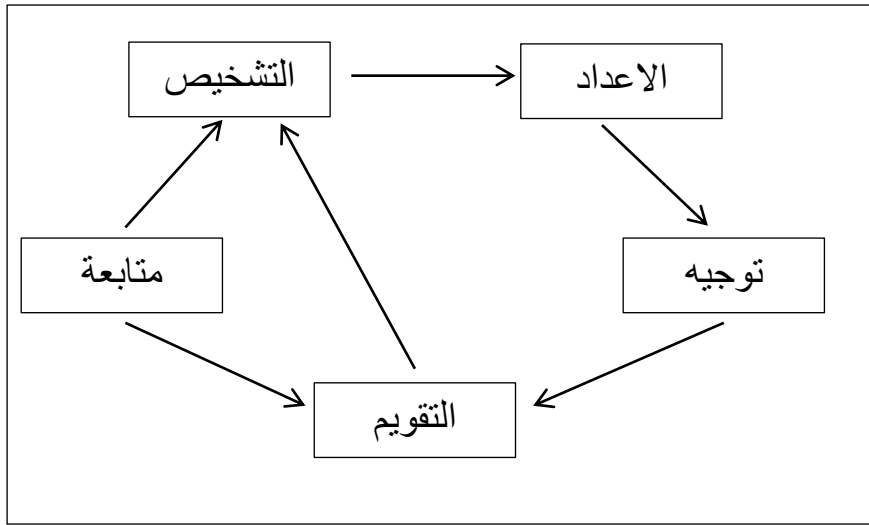 التشخيص
الاعداد
توجيه
متابعة
التقويم